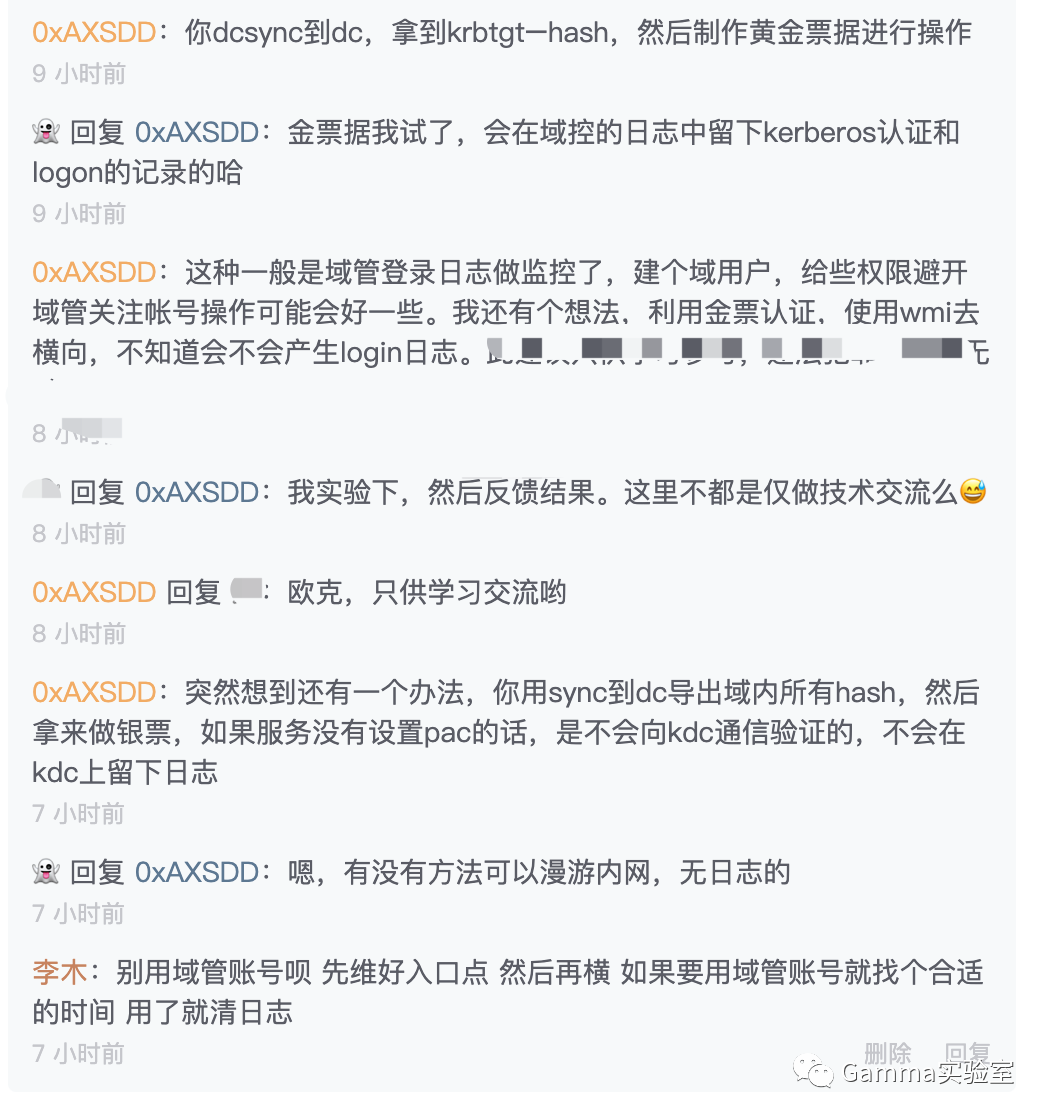 0xAXSDD：你dcsync到dc，拿到krbtgt—hash，然后制作黄金票据进行操作
9 小时前
回复 0xAXSDD：金票据我试了，会在域控的日志中留下kerberos认证和
logon的记录的哈
9 小时前
0xAXSDD：这种一般是域管登录日志做监控了，建个域用户，给些权限避开
域管关注帐号操作可能会好一些。我还有个想法，利用金票认证，使用wmi去
横向，不知道会不会产生login日志。
8
回复 0xAXSDD：我实验下，然后反馈结果。这里不都是仅做技术交流么
8 小时前
0xAXSDD 回复 ：欧克，只供学习交流哟
8 小时前
0xAXSDD：突然想到还有一个办法，你用sync到dc导出域内所有hash，然后
拿来做银票，如果服务没有设置pac的话，是不会向kdc通信验证的，不会在
kdc上留下日志
7 小时前
回复 0xAXSDD：嗯，有没有方法可以漫游内网，无日志的
7 小时前
李木：别用域管账号呗 先维好入口点 然后再横 如果要用域管账号就找个合适
的时间 用了就清日志
7 小时前
删除 回复
Gamma实验室